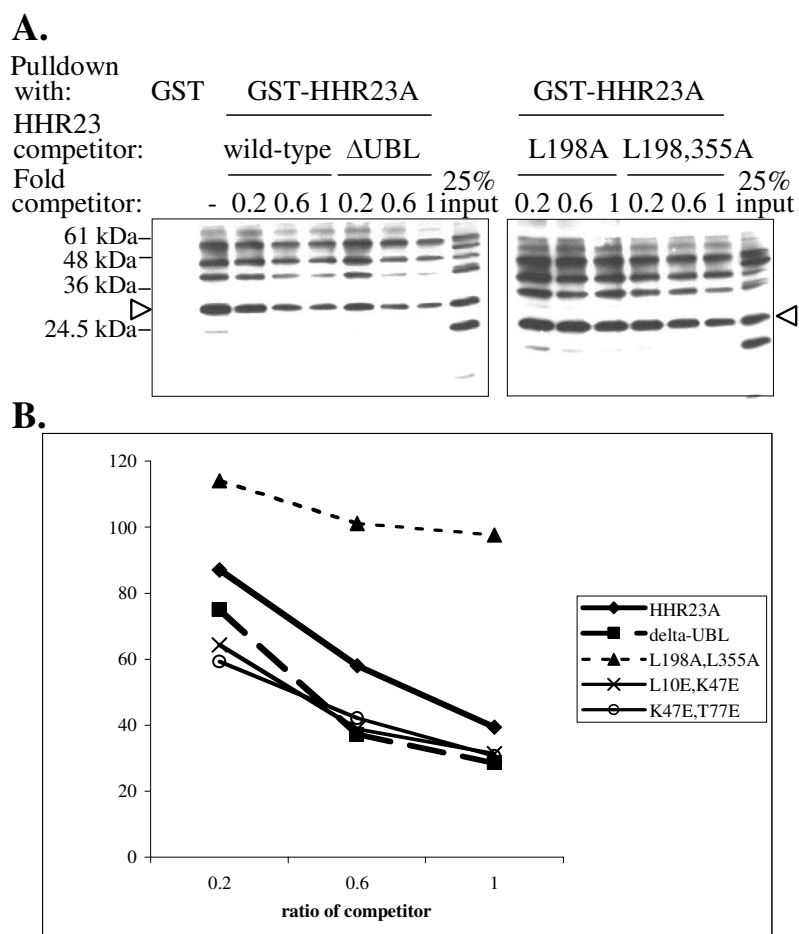 A.
Pulldown with: GST GST-HHR23A GST-HHR23A
HHR23 competitor: wild-type ΔUBL L198A L198,355A
Fold competitor: - 0.2 0.6 1 0.2 0.6 1 25% input 0.2 0.6 1 0.2 0.6 1 25% input
61 kDa
48 kDa
36 kDa
24.5 kDa
B.
120
100
80
60
40
20
0
0.2 0.6 1
ratio of competitor
HHR23A
delta-UBL
L198A,L355A
L10E,K47E
K47E,T77E